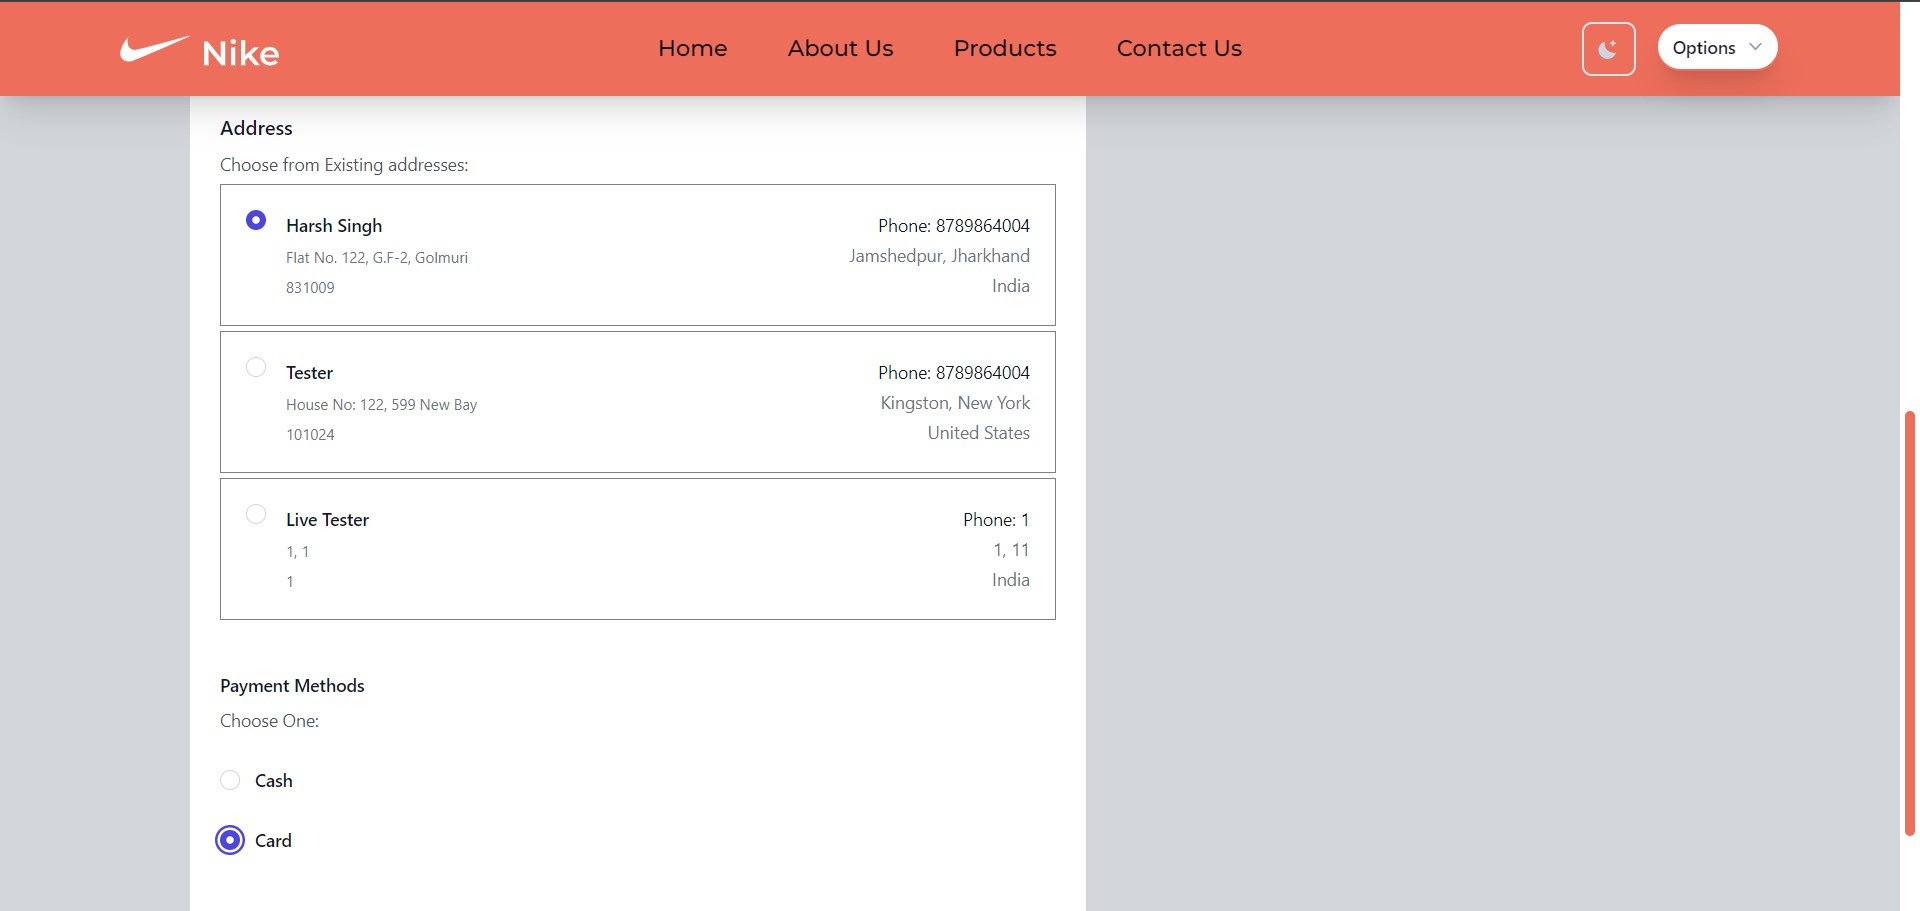 Nike
Home About Us Products Contact Us
Options
Address
Choose from Existing addresses:
Harsh Singh
Flat No. 122, G.F-2, Golmuri
831009
Phone: 8789864004
Jamshedpur, Jharkhand
India
Tester
House No: 122, 599 New Bay
101024
Phone: 8789864004
Kingston, New York
United States
Live Tester
1, 1
1
Phone: 1
1, 11
India
Payment Methods
Choose One:
Cash
Card